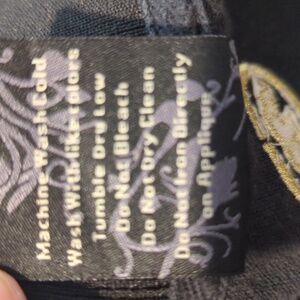 Machine Wash Cold
Wash With like Colors
Tumble Dry Low
Do Not Bleach
Do Not Dry Clean
Do Not Iron Directly
on Applique